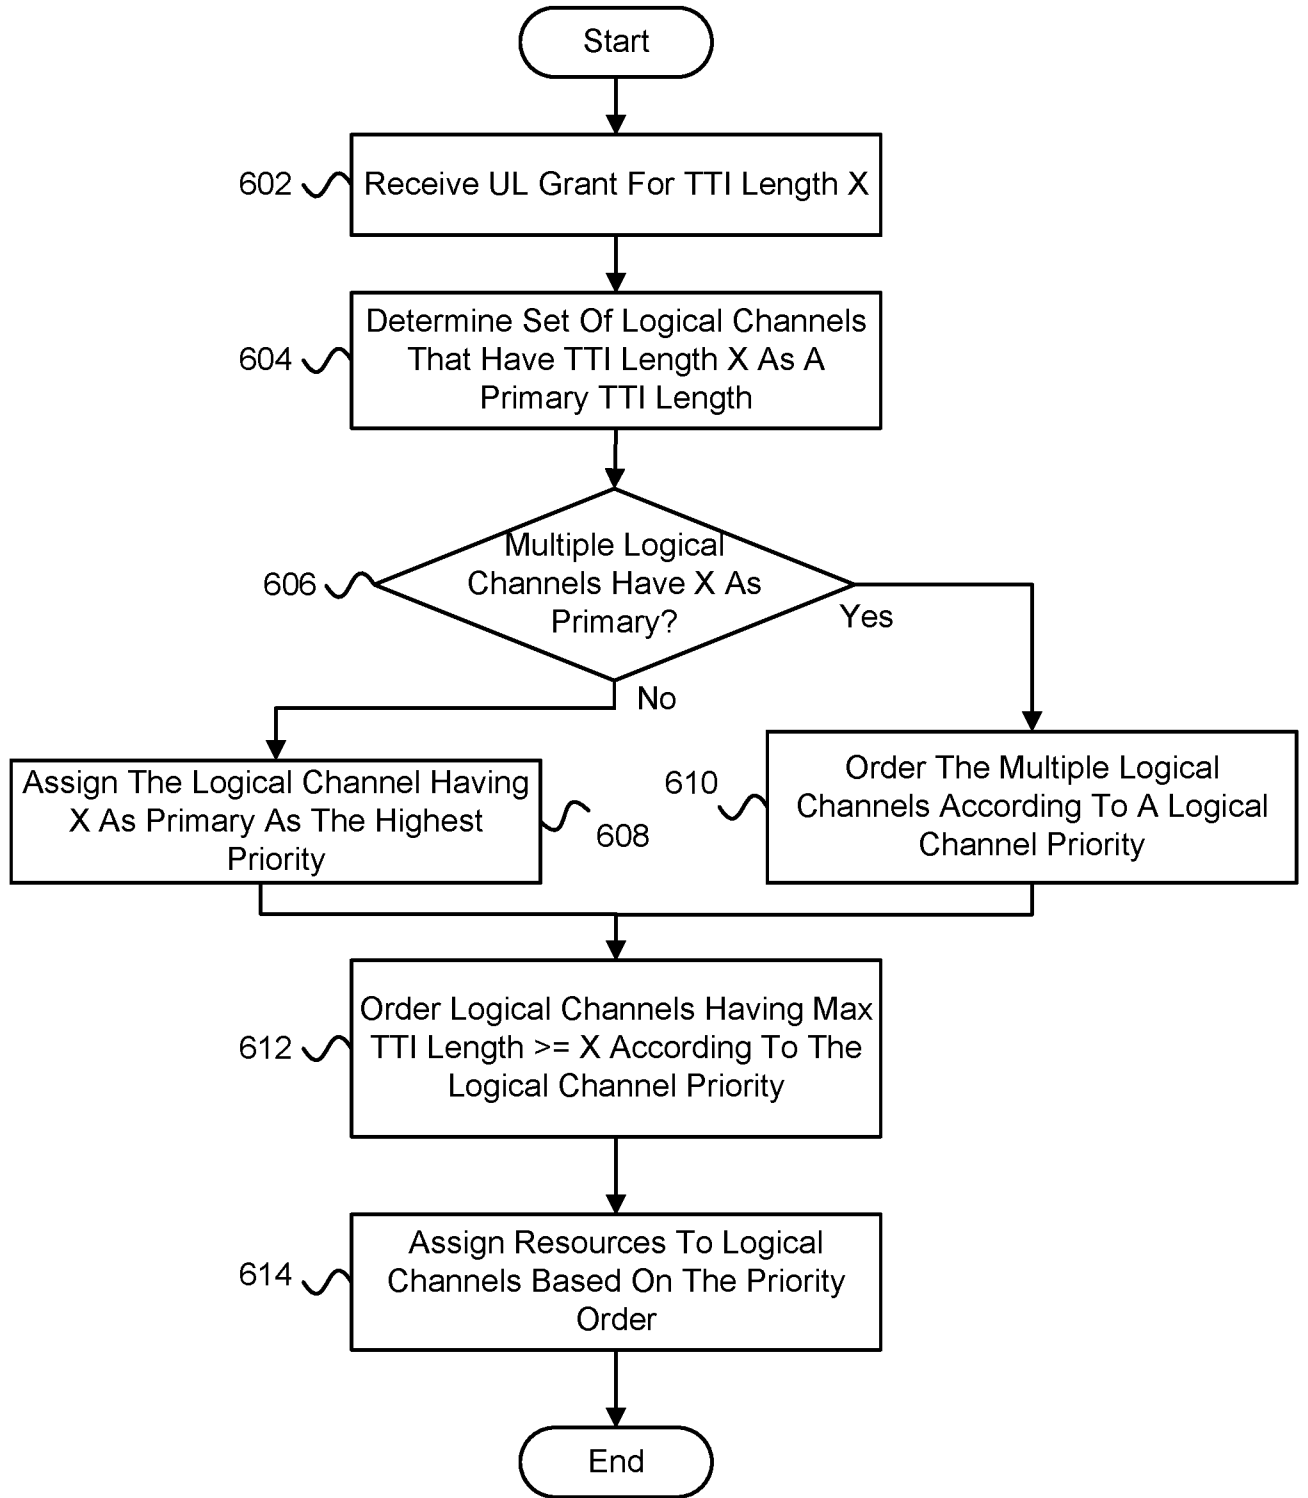 Start
602
Receive UL Grant For TTI Length X
604
Determine Set Of Logical Channels
That Have TTI Length X As A
Primary TTI Length
606
Multiple Logical
Channels Have X As
Primary?
Yes
No
Assign The Logical Channel Having
X As Primary As The Highest
Priority
608
610
Order The Multiple Logical
Channels According To A Logical
Channel Priority
612
Order Logical Channels Having Max
TTI Length >= X According To The
Logical Channel Priority
614
Assign Resources To Logical
Channels Based On The Priority
Order
End